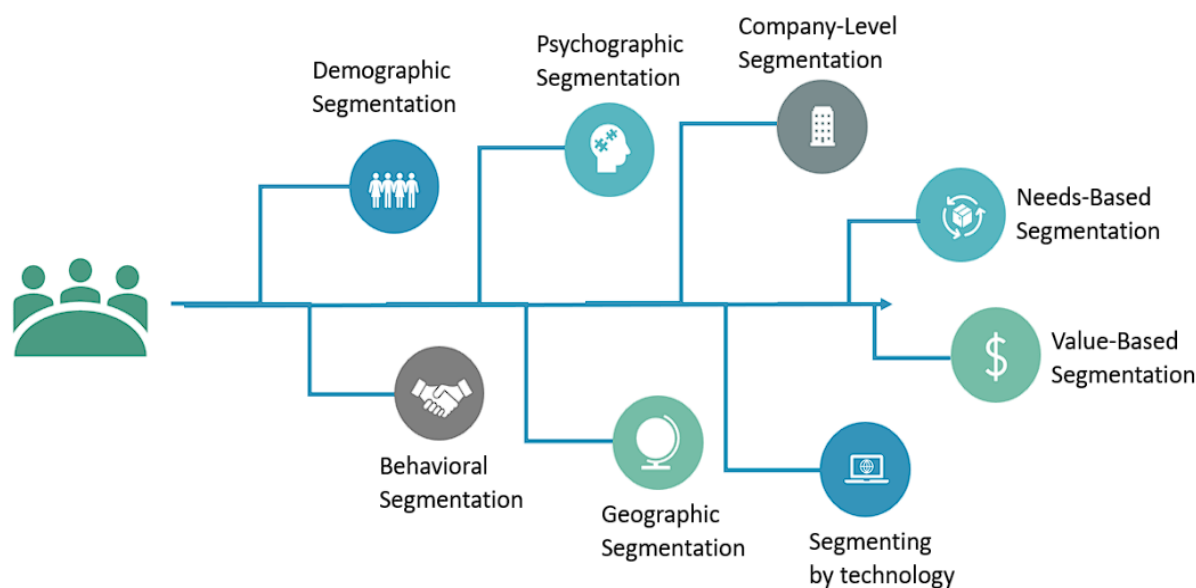 Demographic
Segmentation
Psychographic
Segmentation
Company-Level
Segmentation
Needs-Based
Segmentation
Value-Based
Segmentation
Behavioral
Segmentation
Geographic
Segmentation
Segmenting
by technology
$